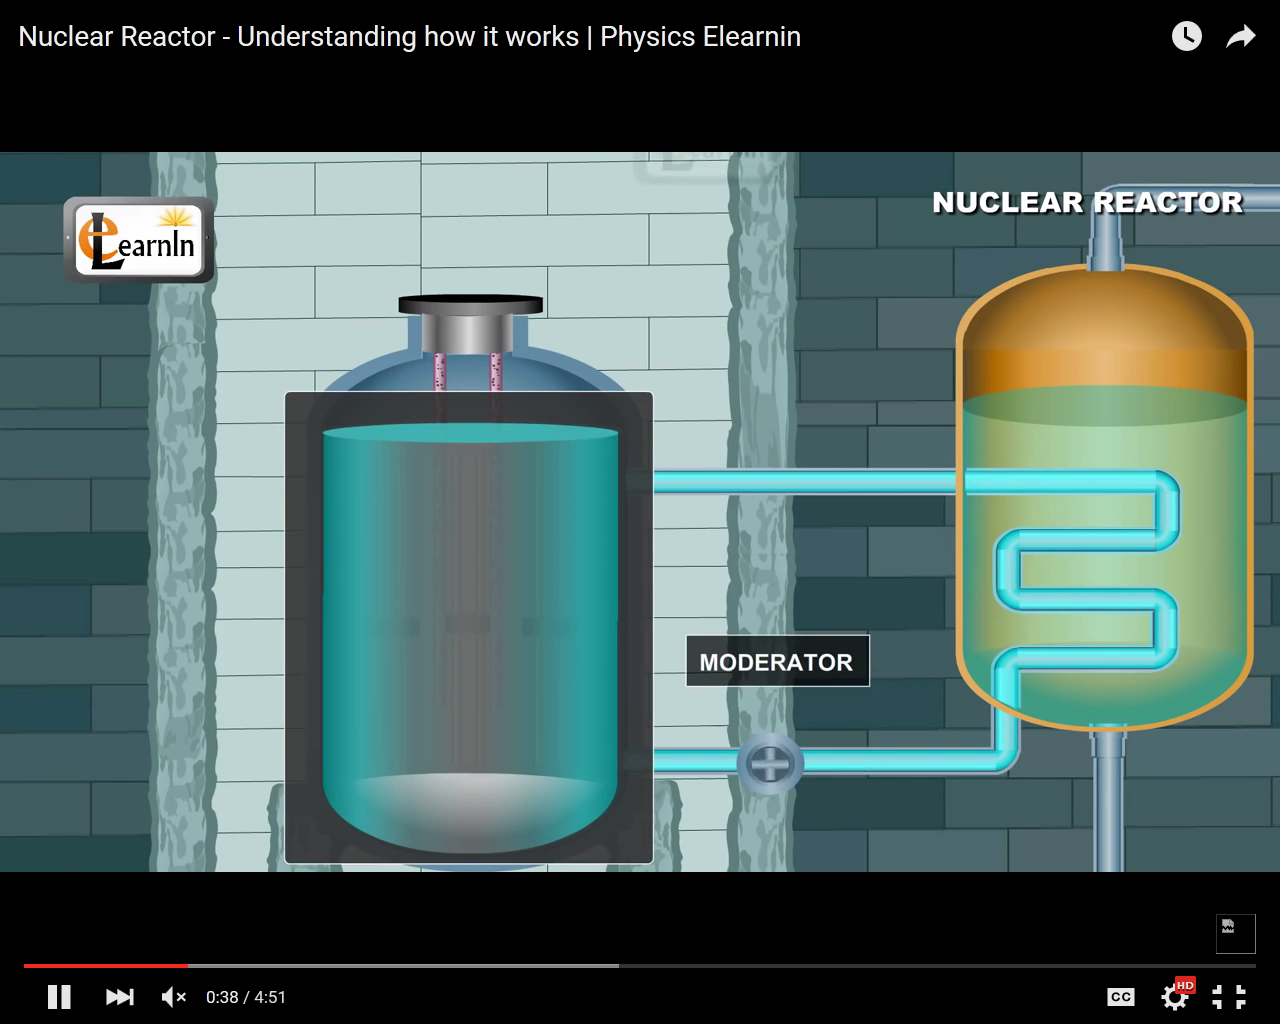 Nuclear Reactor - Understanding how it works | Physics Elearnin
eLearnIn
NUCLEAR REACTOR
MODERATOR
0:38 / 4:51
CC
HD